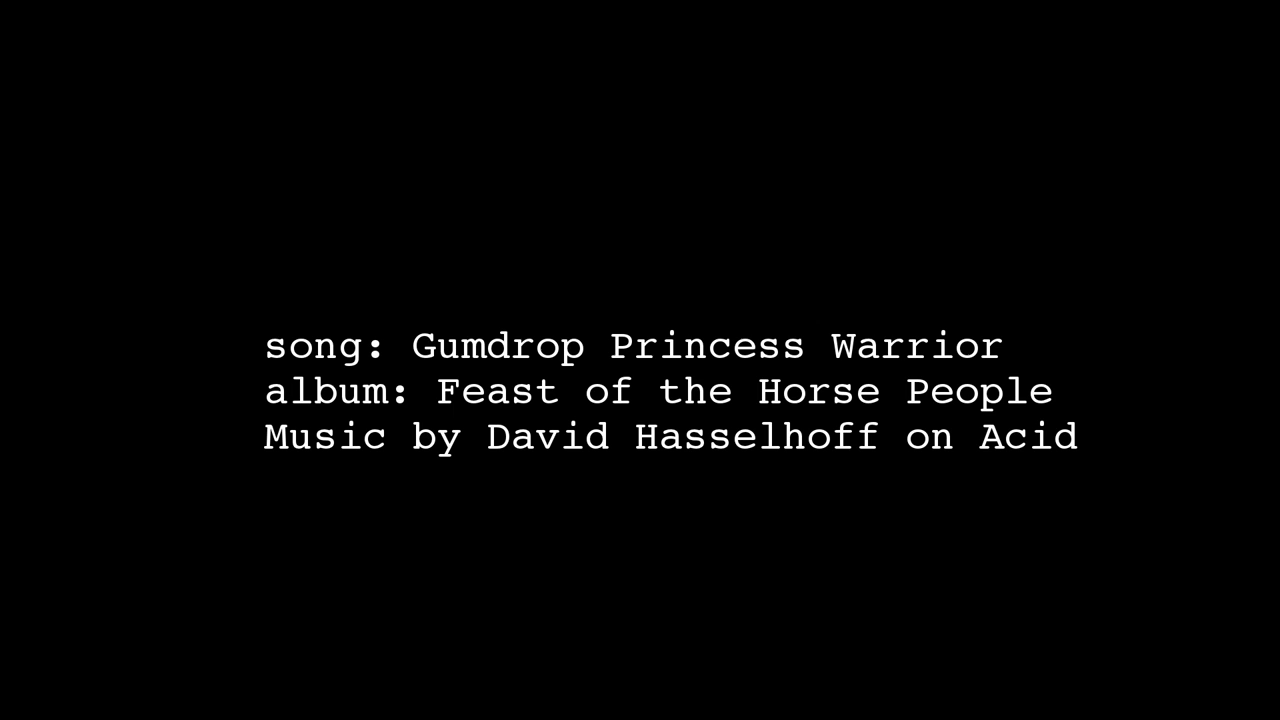 song: Gumdrop Princess Warrior
album: Feast of the Horse People
Music by David Hasselhoff on Acid